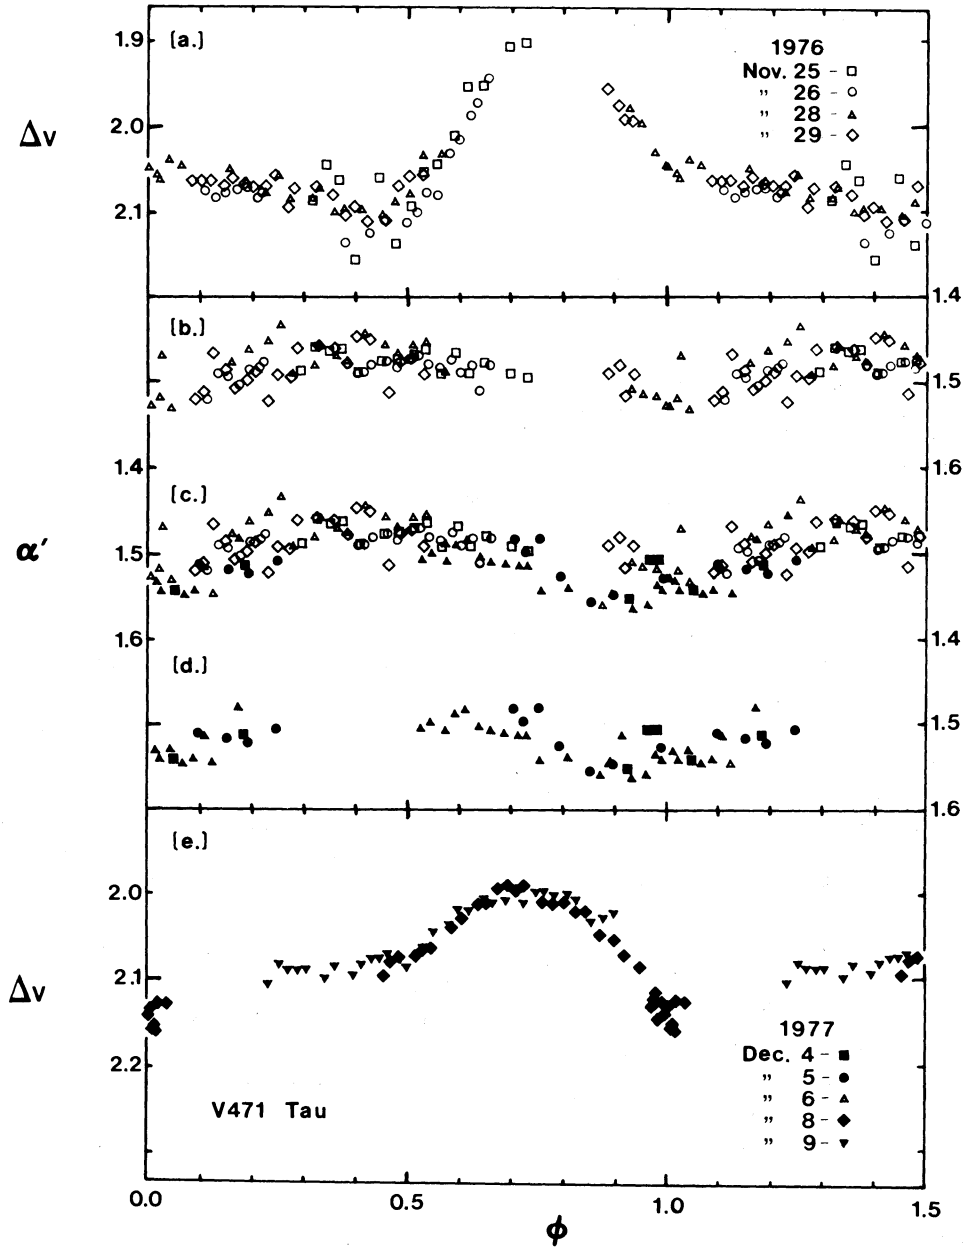 [a.]
1.9
2.0
2.1
Δv
1976
Nov. 25 - □
" 26 - ○
" 28 - ▵
" 29 - ◇
[b.]
1.4
1.5
1.6
1.4
1.5
1.6
α′
[c.]
[d.]
1.4
1.5
1.6
[e.]
2.0
2.1
2.2
Δv
1977
Dec. 4 - ■
" 5 - ●
" 6 - ▵
" 8 - ◆
" 9 - ▼
V471 Tau
0.0
0.5
1.0
1.5
ϕ